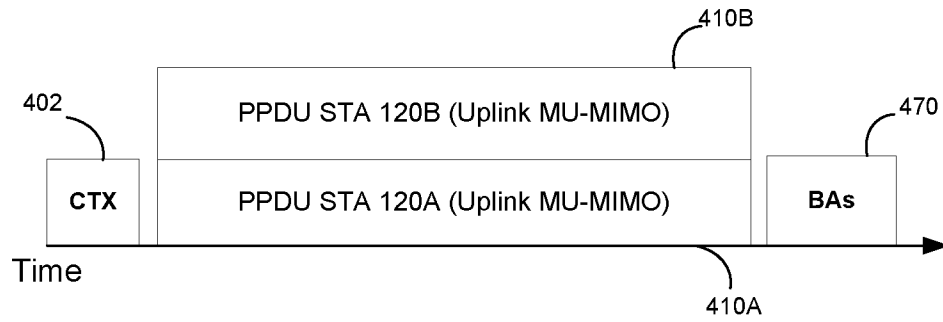 410B
402
PPDU STA 120B (Uplink MU-MIMO)
470
CTX
PPDU STA 120A (Uplink MU-MIMO)
BAs
Time
410A